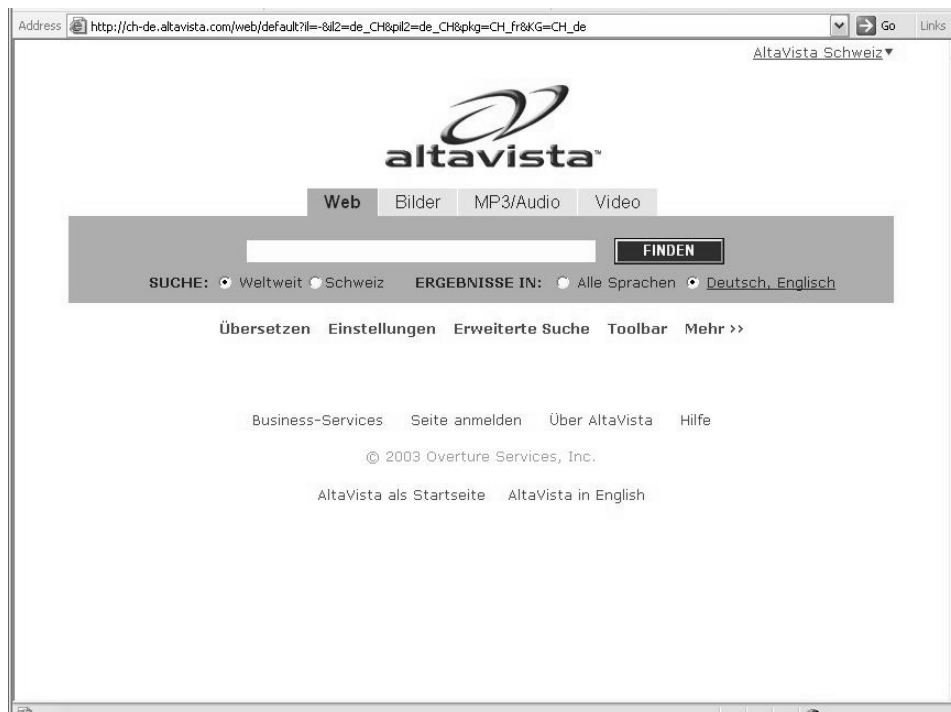 Address http://ch-de.altavista.com/web/default?il=-&il2=de_CH&pil2=de_CH&pkg=CH_fr&KG=CH_de Go Links
AltaVista Schweiz▼
altavista™
Web Bilder MP3/Audio Video
FINDEN
SUCHE: Weltweit Schweiz ERGEBNISSE IN: Alle Sprachen Deutsch, Englisch
Übersetzen Einstellungen Erweiterte Suche Toolbar Mehr >>
Business-Services Seite anmelden Über AltaVista Hilfe
© 2003 Overture Services, Inc.
AltaVista als Startseite AltaVista in English